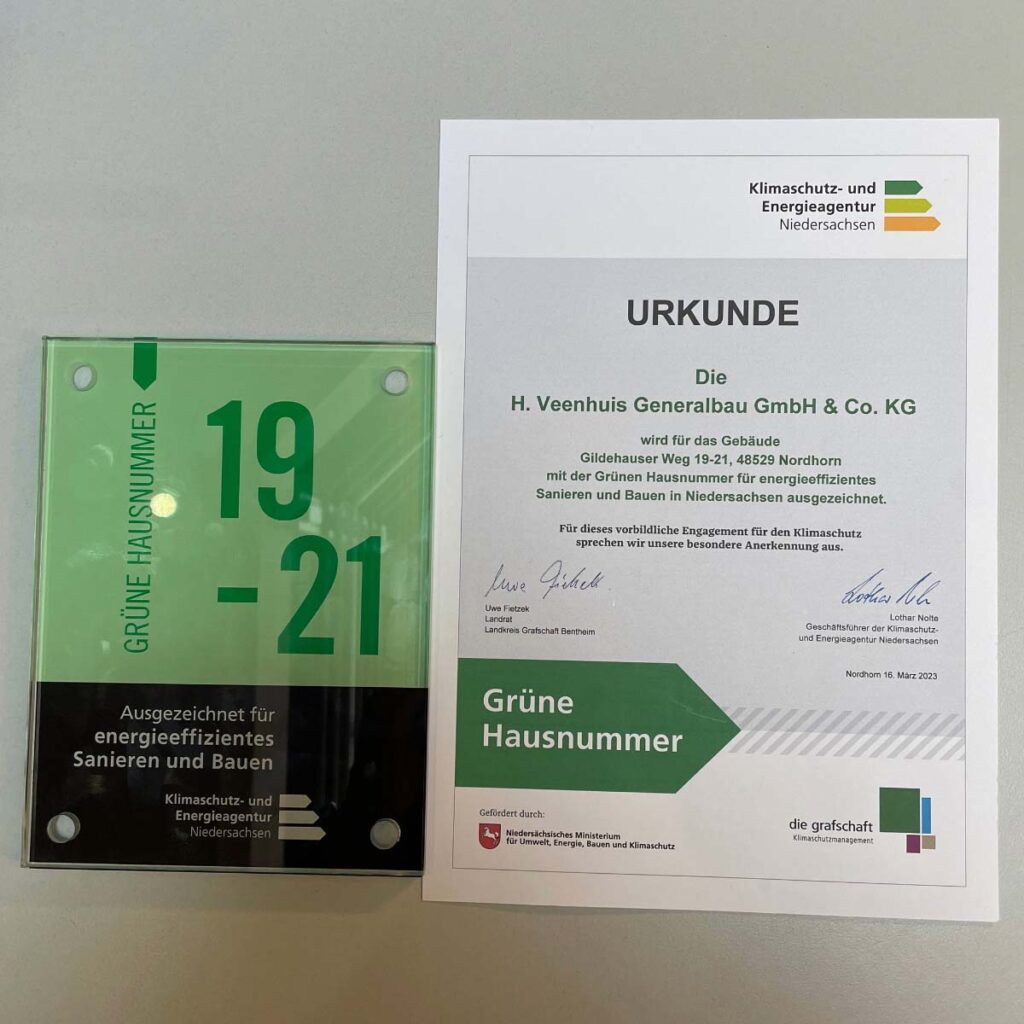 GRÜNE HAUSNUMMER
19
- 21
Ausgezeichnet für
energieeffizientes
Sanieren und Bauen
Klimaschutz- und
Energieagentur
Niedersachsen
Klimaschutz- und
Energieagentur
Niedersachsen
URKUNDE
Die
H. Veenhuis Generalbau GmbH & Co. KG
wird für das Gebäude
Gildehauser Weg 19-21, 48529 Nordhorn
mit der Grünen Hausnummer für energieeffizientes
Sanieren und Bauen in Niedersachsen ausgezeichnet.
Für dieses vorbildliche Engagement für den Klimaschutz
sprechen wir unsere besondere Anerkennung aus.
Uwe Fietzek
Landrat
Landkreis Grafschaft Bentheim
Lothar Nolte
Geschäftsführer der Klimaschutz-
und Energieagentur Niedersachsen
Nordhorn 16. März 2023
Grüne
Hausnummer
Gefördert durch:
Niedersächsisches Ministerium
für Umwelt, Energie, Bauen und Klimaschutz
die grafschaft
Klimaschutzmanagement